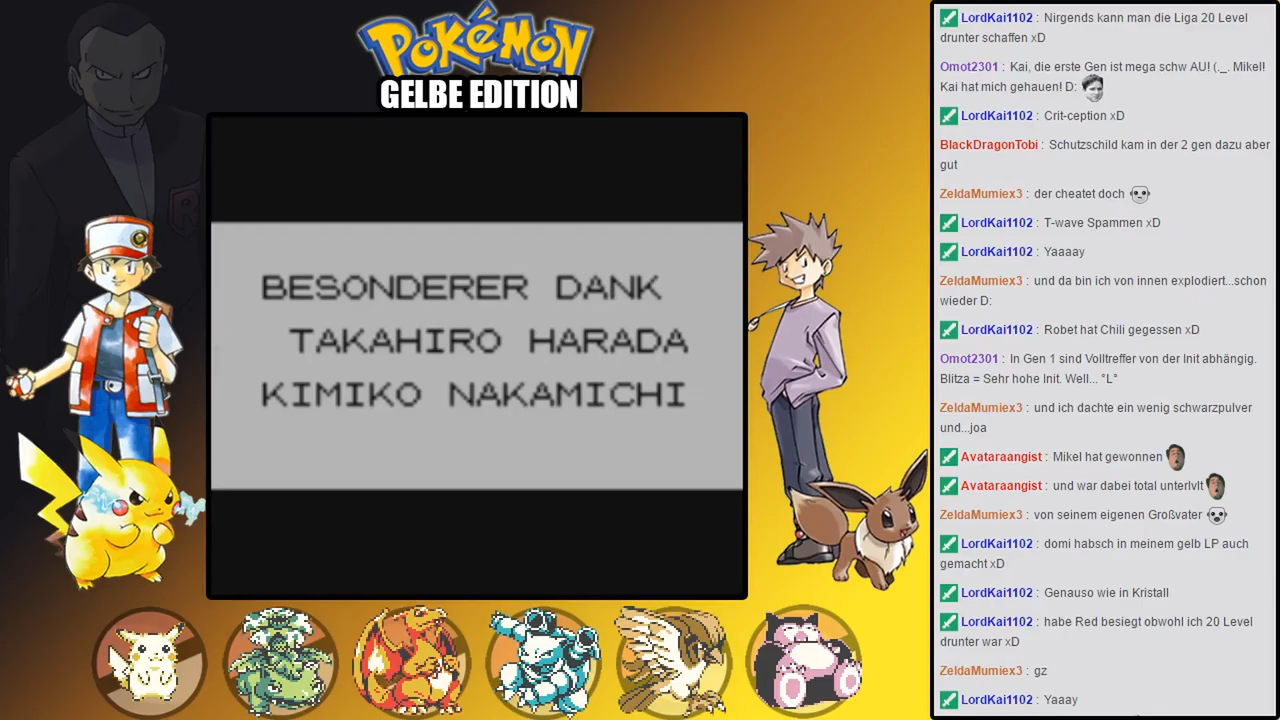 POKéMON
GELBE EDITION
BESONDERER DANK
TAKAHIRO HARADA
KIMIKO NAKAMICHI
R
LordKai1102 : Nirgends kann man die Liga 20 Level
drunter schaffen xD
Omot2301 : Kai, die erste Gen ist mega schw AU! (._. Mikel!
Kai hat mich gehauen! D:
LordKai1102 : Crit-ception xD
BlackDragonTobi : Schutzschild kam in der 2 gen dazu aber
gut
ZeldaMumiex3 : der cheatet doch
LordKai1102 : T-wave Spammen xD
LordKai1102 : Yaaaay
ZeldaMumiex3 : und da bin ich von innen explodiert...schon
wieder D:
LordKai1102 : Robet hat Chili gegessen xD
Omot2301 : In Gen 1 sind Volltreffer von der Init abhängig.
Blitza = Sehr hohe Init. Well... °L°
ZeldaMumiex3 : und ich dachte ein wenig schwarzpulver
und...joa
Avataraangist : Mikel hat gewonnen
Avataraangist : und war dabei total unterlvlt
ZeldaMumiex3 : von seinem eigenen Großvater
LordKai1102 : domi habsch in meinem gelb LP auch
gemacht xD
LordKai1102 : Genauso wie in Kristall
LordKai1102 : habe Red besiegt obwohl ich 20 Level
drunter war xD
ZeldaMumiex3 : gz
LordKai1102 : Yaaay